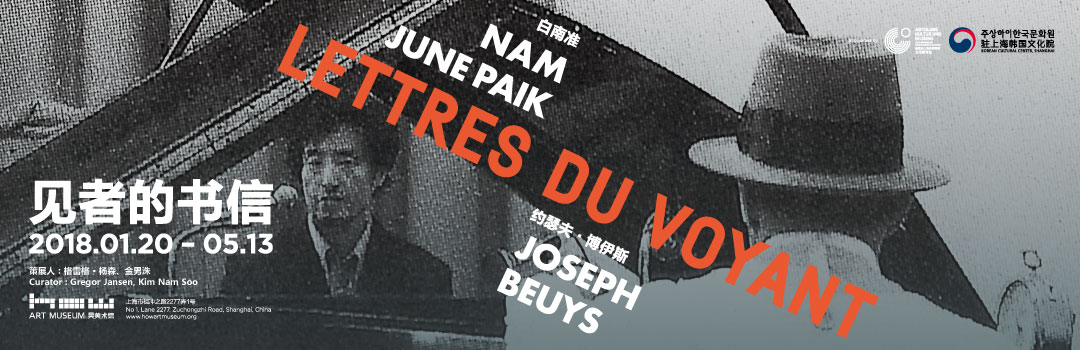 白南准
NAM
JUNE PAIK
LETTRES DU VOYANT
约瑟夫·博伊斯
JOSEPH
BEUYS
见者的书信
2018.01.20 – 05.13
策展人：格雷格·杨森、金男洙
Curator : Gregor Jansen, Kim Nam Soo
ART MUSEUM 昊美术馆
上海市祖冲之路2277弄1号
No 1, Lane 2277, Zuchongzhi Road, Shanghai, China
www.howartmuseum.org
주상하이한국문화원
驻上海韩国文化院
KOREAN CULTURAL CENTER, SHANGHAI